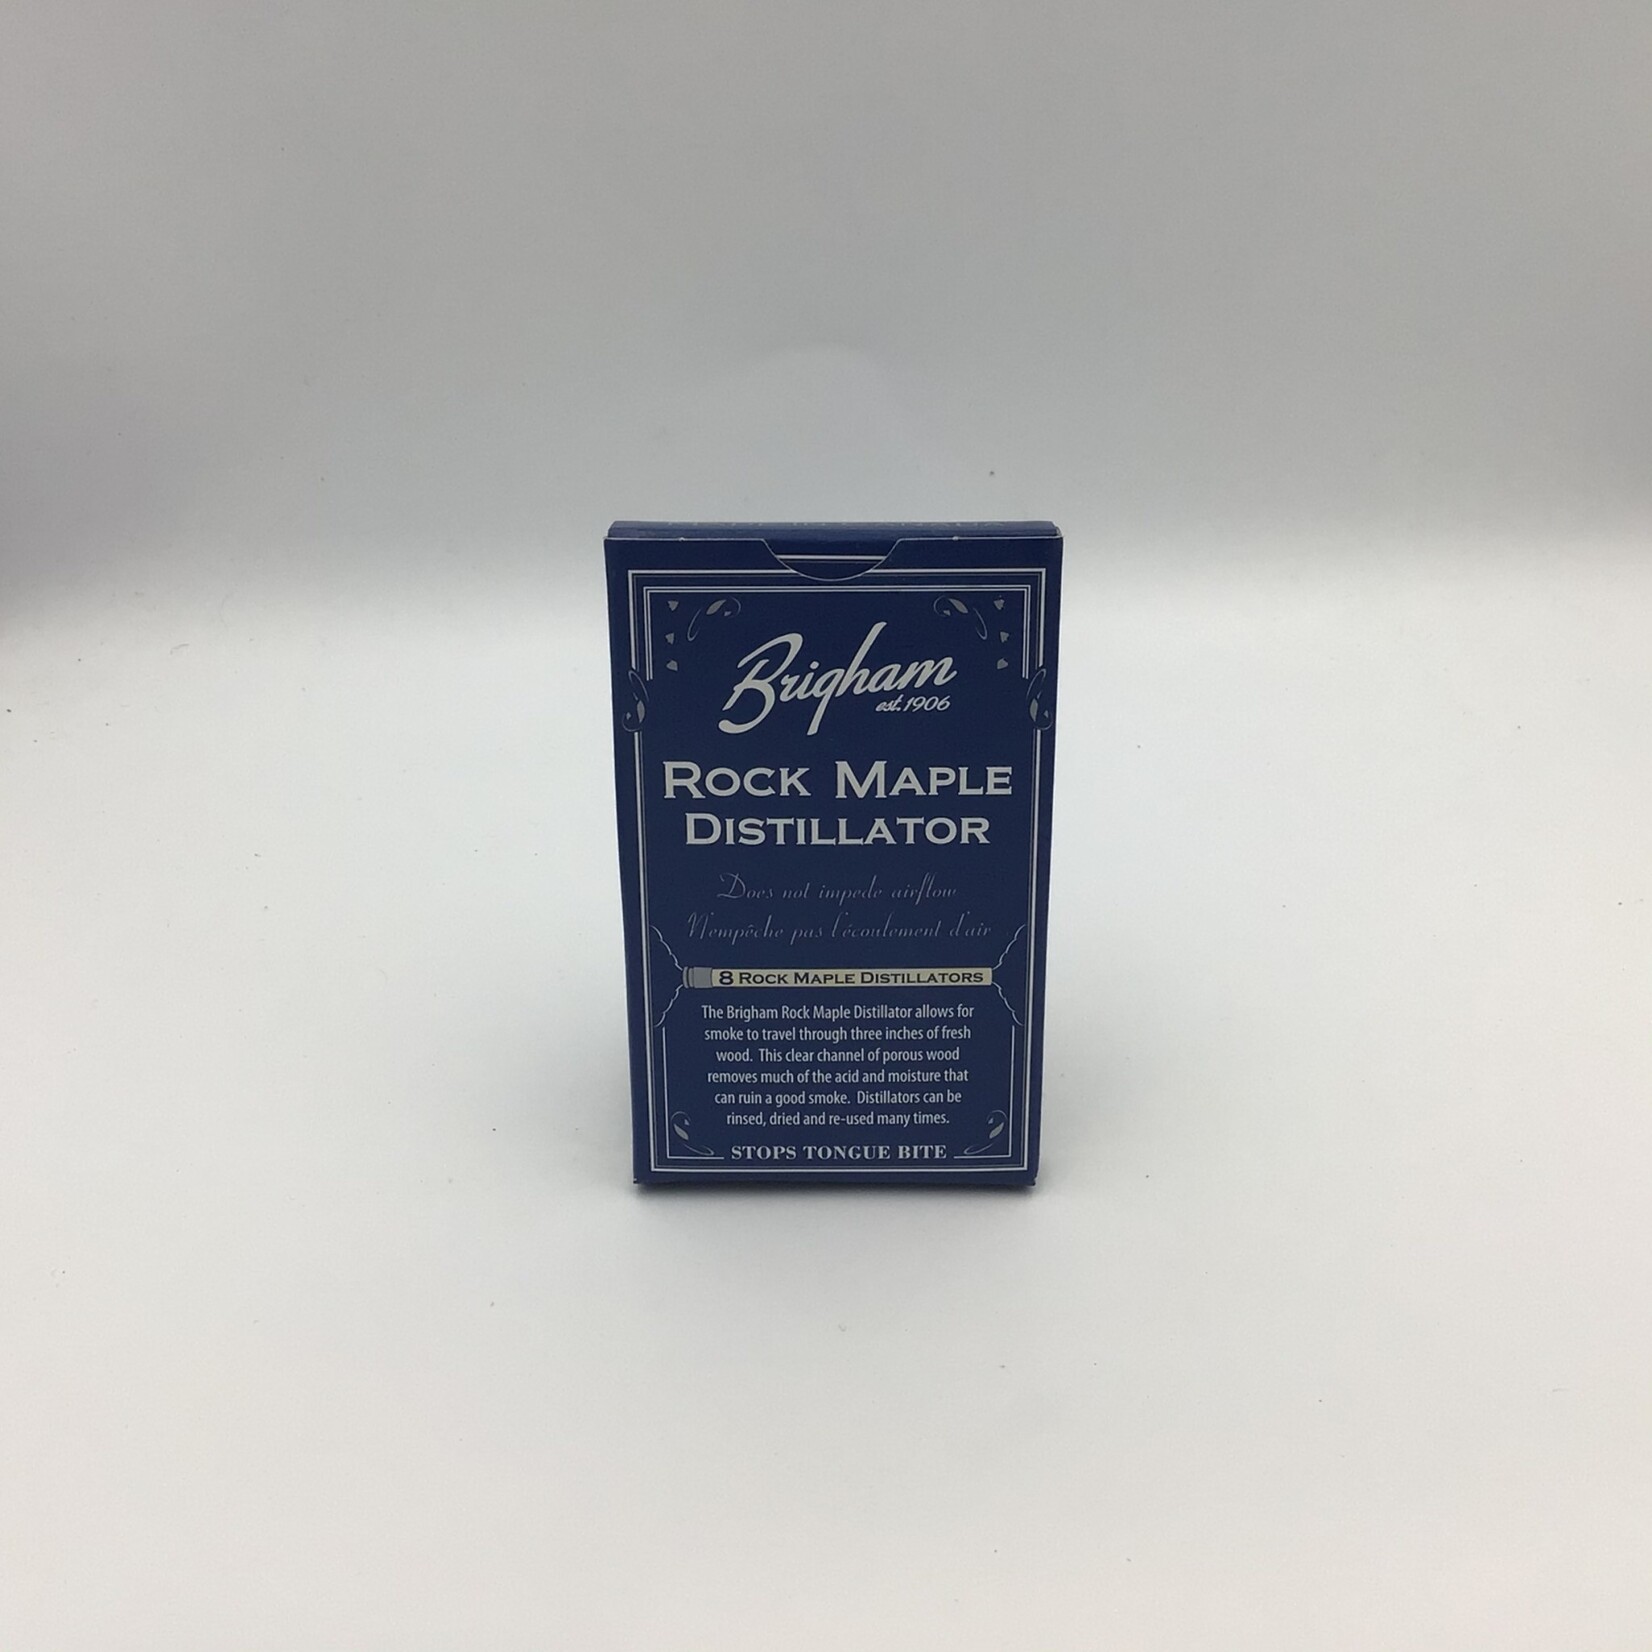 MADE IN CANADA
Brigham
est. 1906
ROCK MAPLE
DISTILLATOR
Does not impede airflow
N'empêche pas l'écoulement d'air
8 ROCK MAPLE DISTILLATORS
The Brigham Rock Maple Distillator allows for
smoke to travel through three inches of fresh
wood. This clear channel of porous wood
removes much of the acid and moisture that
can ruin a good smoke. Distillators can be
rinsed, dried and re-used many times.
STOPS TONGUE BITE